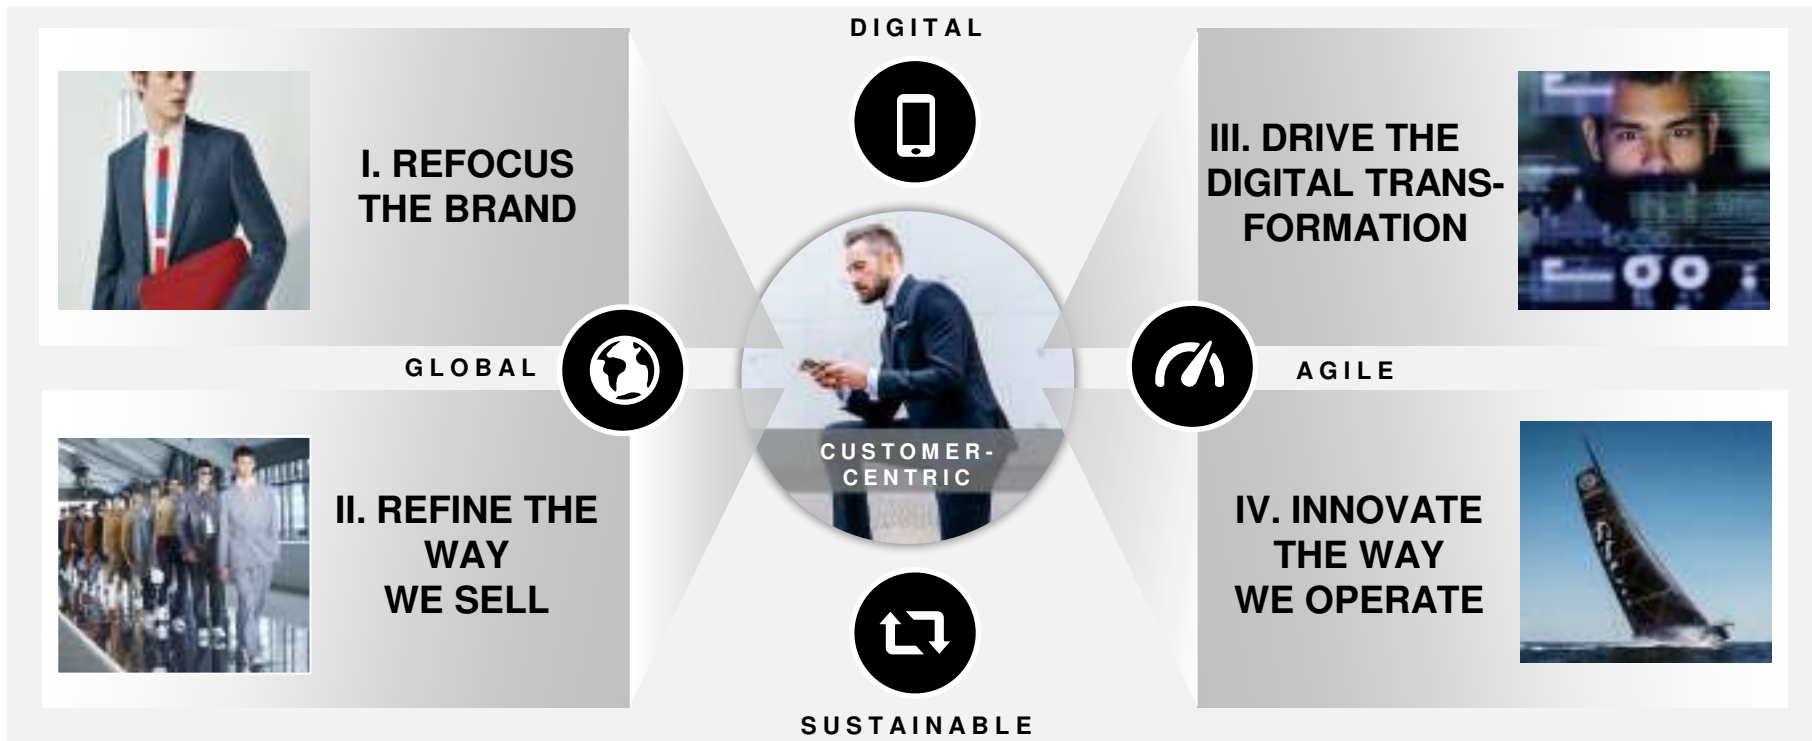 DIGITAL
I. REFOCUS
THE BRAND
III. DRIVE THE
DIGITAL TRANS-
FORMATION
GLOBAL
AGILE
CUSTOMER-
CENTRIC
II. REFINE THE
WAY
WE SELL
IV. INNOVATE
THE WAY
WE OPERATE
SUSTAINABLE